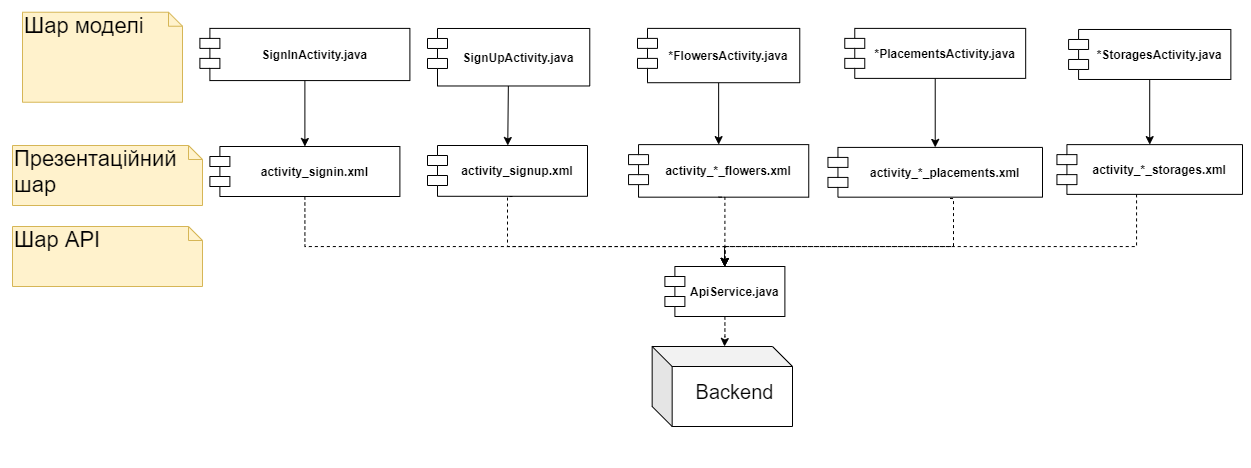 Шар моделі
SignInActivity.java
SignUpActivity.java
*FlowersActivity.java
*PlacementsActivity.java
*StoragesActivity.java
Презентаційний
шар
activity_signin.xml
activity_signup.xml
activity_*_flowers.xml
activity_*_placements.xml
activity_*_storages.xml
Шар API
ApiService.java
Backend